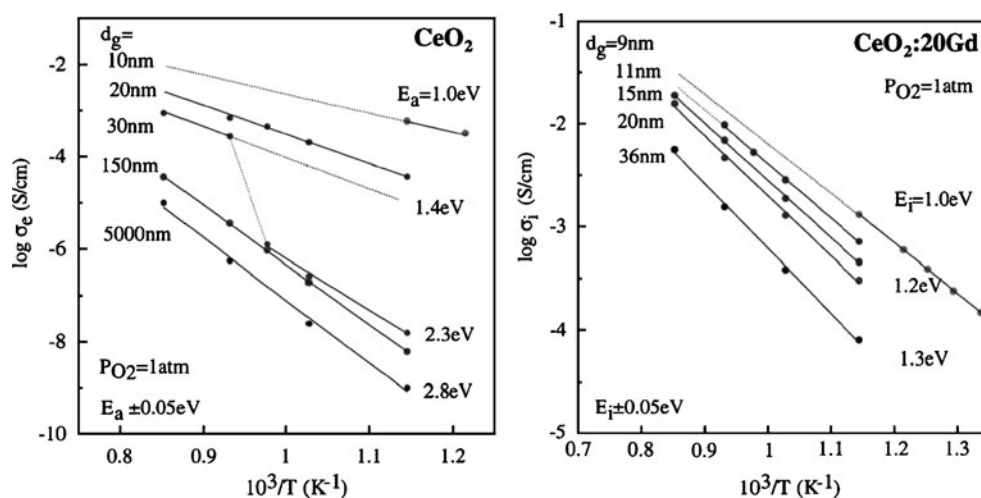 d_g=
CeO₂
10nm
20nm
30nm
150nm
5000nm
E_a=1.0eV
1.4eV
2.3eV
2.8eV
P_O2=1atm
E_a ±0.05eV
log σ_e (S/cm)
-2
-4
-6
-8
-10
0.8 0.9 1 1.1 1.2
10³/T (K⁻¹)
d_g=9nm
CeO₂:20Gd
11nm
15nm
20nm
36nm
P_O2=1atm
E_i=1.0eV
1.2eV
1.3eV
E_i±0.05eV
log σ_i (S/cm)
-1
-2
-3
-4
-5
0.7 0.8 0.9 1 1.1 1.2 1.3
10³/T (K⁻¹)